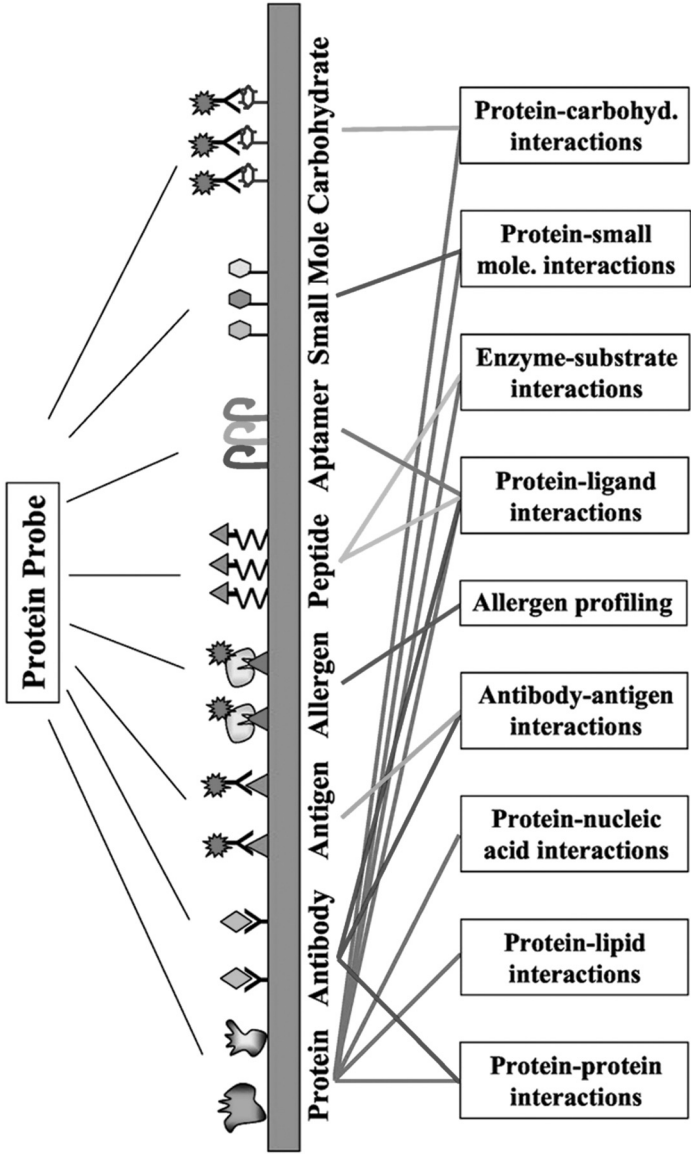 Protein Probe
Small Mole Carbohydrate
Aptamer
Peptide
Allergen
Antigen
Antibody
Protein
Protein-carbohyd.
interactions
Protein-small
mole. interactions
Enzyme-substrate
interactions
Protein-ligand
interactions
Allergen profiling
Antibody-antigen
interactions
Protein-nucleic
acid interactions
Protein-lipid
interactions
Protein-protein
interactions